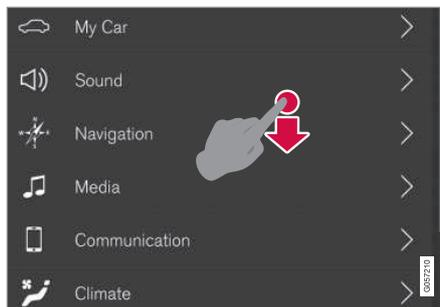 My Car
Sound
N
W
S
Navigation
Media
Communication
Climate
G057210